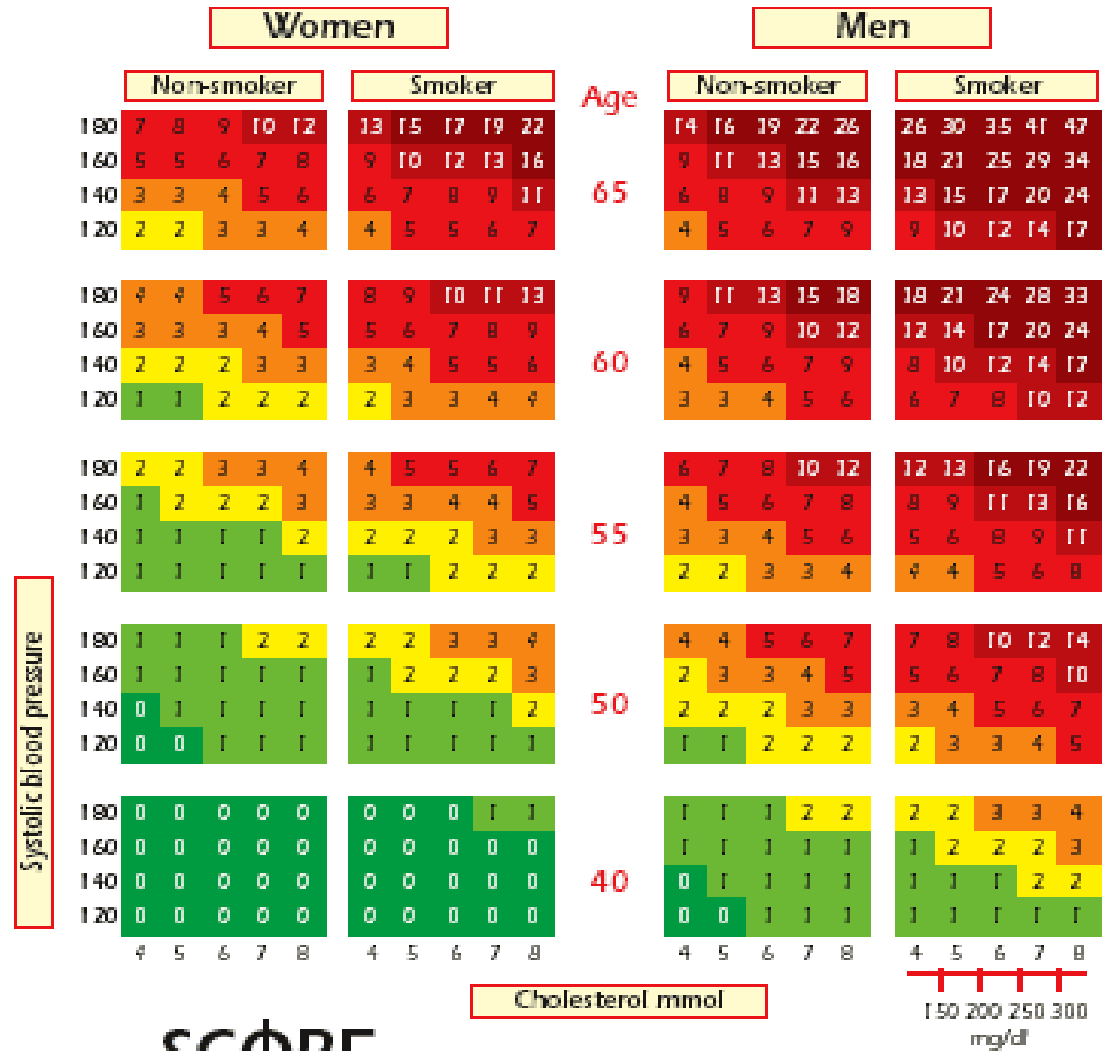 Women Men
Non-smoker Smoker Age Non-smoker Smoker
180 7 8 9 10 12 13 15 17 19 22 14 16 19 22 26 26 30 35 41 47
160 5 5 6 7 8 9 10 12 13 16 9 11 13 15 16 18 21 25 29 34
140 3 3 4 5 6 6 7 8 9 11 65 6 8 9 11 13 13 15 17 20 24
120 2 2 3 3 4 4 5 5 6 7 4 5 6 7 9 9 10 12 14 17
180 4 4 5 6 7 8 9 10 11 13 9 11 13 15 18 18 21 24 28 33
160 3 3 3 4 5 5 6 7 8 9 6 7 9 10 12 12 14 17 20 24
140 2 2 2 3 3 3 4 5 5 6 60 4 5 6 7 9 8 10 12 14 17
120 1 1 2 2 2 2 3 3 4 4 3 3 4 5 6 6 7 8 10 12
180 2 2 3 3 4 4 5 5 6 7 6 7 8 10 12 12 13 16 19 22
160 1 2 2 2 3 3 3 4 4 5 4 5 6 7 8 8 9 11 13 16
140 1 1 1 1 2 2 2 2 3 3 55 3 3 4 5 6 5 6 8 9 11
120 1 1 1 1 1 1 1 2 2 2 2 2 3 3 4 4 4 5 6 8
180 1 1 1 2 2 2 2 3 3 4 4 4 5 6 7 7 8 10 12 14
160 1 1 1 1 1 1 2 2 2 3 2 3 3 4 5 5 6 7 8 10
140 0 1 1 1 1 1 1 1 1 2 50 2 2 2 3 3 3 4 5 6 7
120 0 0 1 1 1 1 1 1 1 1 1 1 2 2 2 2 3 3 4 5
180 0 0 0 0 0 0 0 0 1 1 1 1 1 2 2 2 2 3 3 4
160 0 0 0 0 0 0 0 0 0 0 1 1 1 1 1 1 2 2 2 3
140 0 0 0 0 0 0 0 0 0 0 40 0 1 1 1 1 1 1 1 2 2
120 0 0 0 0 0 0 0 0 0 0 0 0 1 1 1 1 1 1 1 1
4 5 6 7 8 4 5 6 7 8 4 5 6 7 8 4 5 6 7 8
Systolic blood pressure
Cholesterol mmol
150 200 250 300
mg/dl
SCORE